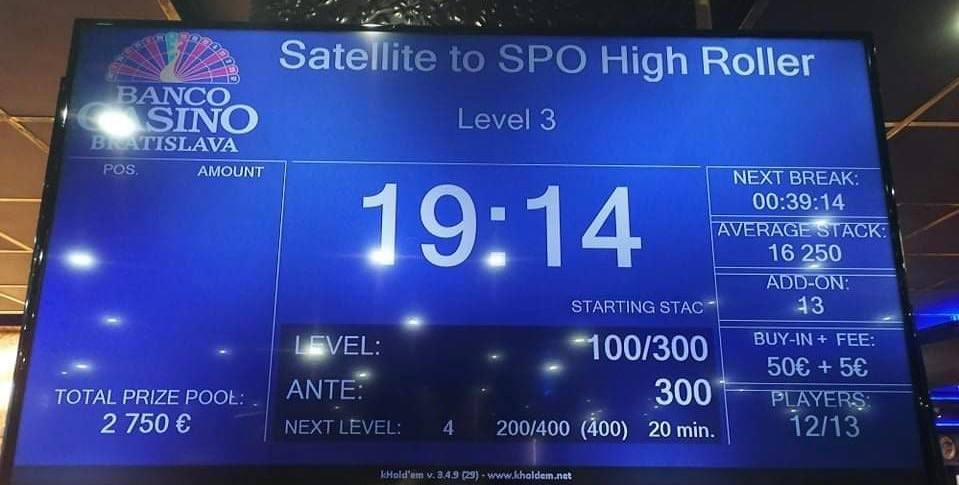 Satellite to SPO High Roller
BANCO
CASINO
BRATISLAVA
Level 3
POS. AMOUNT
19:14
NEXT BREAK:
00:39:14
AVERAGE STACK:
16 250
ADD-ON:
13
STARTING STAC
LEVEL: 100/300
ANTE: 300
NEXT LEVEL: 4 200/400 (400) 20 min.
BUY-IN + FEE:
50€ + 5€
PLAYERS:
12/13
TOTAL PRIZE POOL:
2 750 €
kHold'em v. 3.4.9 (29) - www.kholdem.net